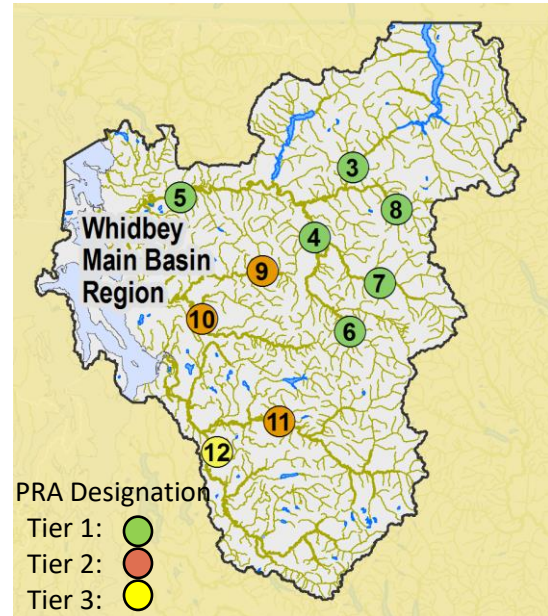 3
5
8
Whidbey
Main Basin
Region
4
9
7
10
6
11
12
PRA Designation
Tier 1:
Tier 2:
Tier 3: